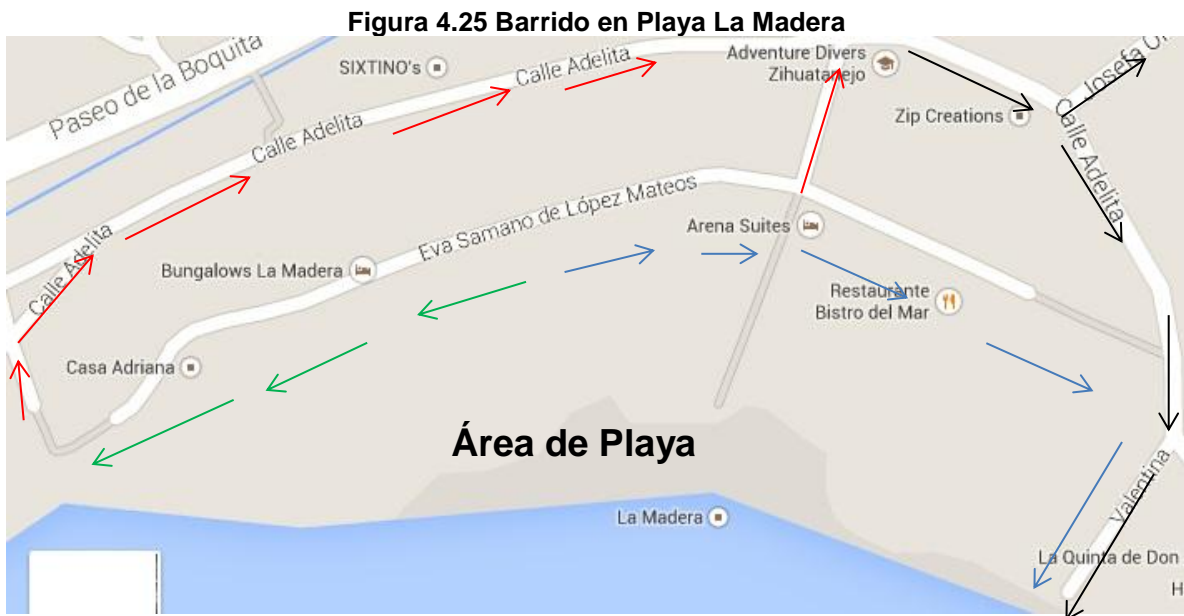 Figura 4.25 Barrido en Playa La Madera
Paseo de la Boquita
SIXTINO's
Calle Adelita
Adventure Divers
Zihuatanejo
Josefa
Zip Creations
Calle Adelita
Calle Adelita
Eva Samano de López Mateos
Arena Suites
Calle Adelita
Bungalows La Madera
Restaurante
Bistro del Mar
Casa Adriana
Área de Playa
Valentina
La Madera
La Quinta de Don
H